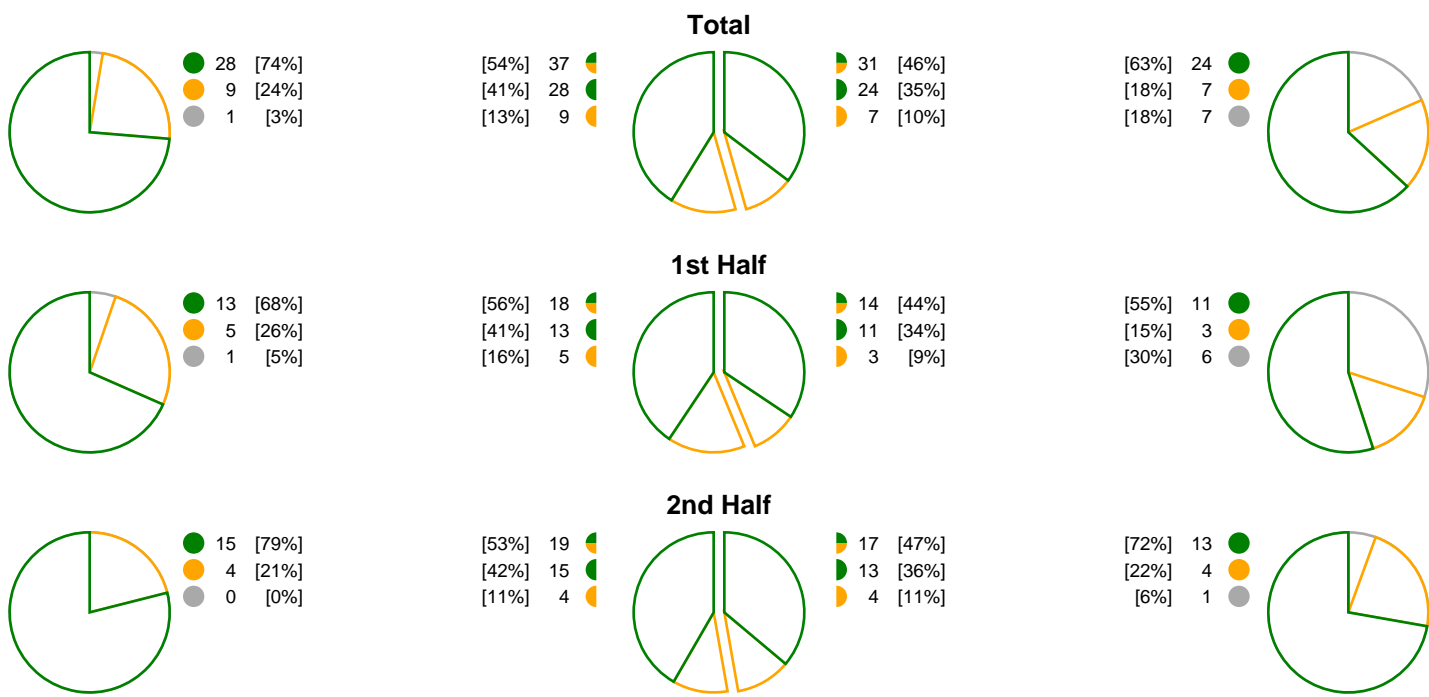 Total
28 [74%] [54%] 37 31 [46%] [63%] 24
9 [24%] [41%] 28 24 [35%] [18%] 7
1 [3%] [13%] 9 7 [10%] [18%] 7
1st Half
13 [68%] [56%] 18 14 [44%] [55%] 11
5 [26%] [41%] 13 11 [34%] [15%] 3
1 [5%] [16%] 5 3 [9%] [30%] 6
2nd Half
15 [79%] [53%] 19 17 [47%] [72%] 13
4 [21%] [42%] 15 13 [36%] [22%] 4
0 [0%] [11%] 4 4 [11%] [6%] 1